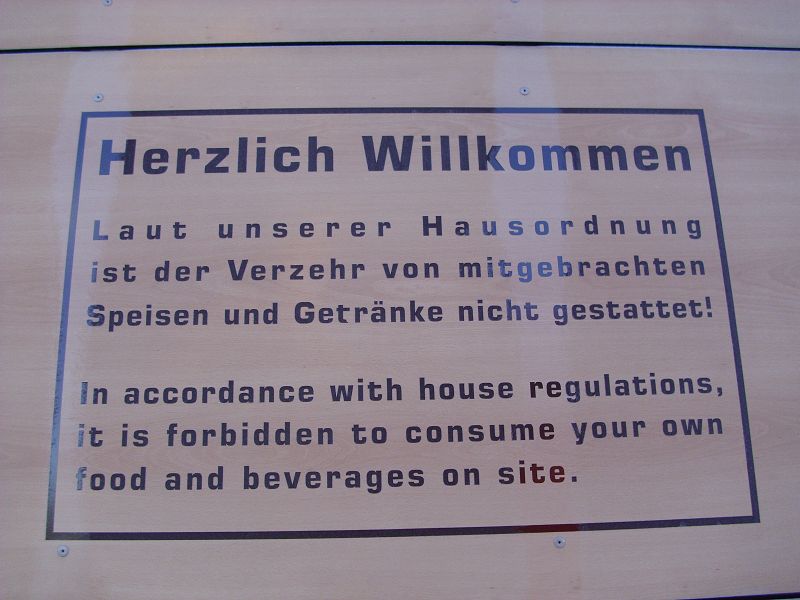 Herzlich Willkommen
Laut unserer Hausordnung
ist der Verzehr von mitgebrachten
Speisen und Getränke nicht gestattet!
In accordance with house regulations,
it is forbidden to consume your own
food and beverages on site.